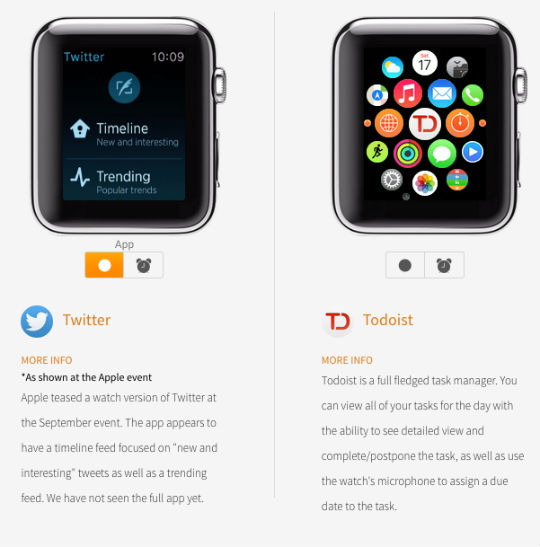 Twitter 10:09
Timeline
New and interesting
Trending
Popular trends
App
Twitter
MORE INFO
*As shown at the Apple event
Apple teased a watch version of Twitter at
the September event. The app appears to
have a timeline feed focused on "new and
interesting" tweets as well as a trending
feed. We have not seen the full app yet.
Sat
17
TD
Todoist
MORE INFO
Todoist is a full fledged task manager. You
can view all of your tasks for the day with
the ability to see detailed view and
complete/postpone the task, as well as use
the watch's microphone to assign a due
date to the task.